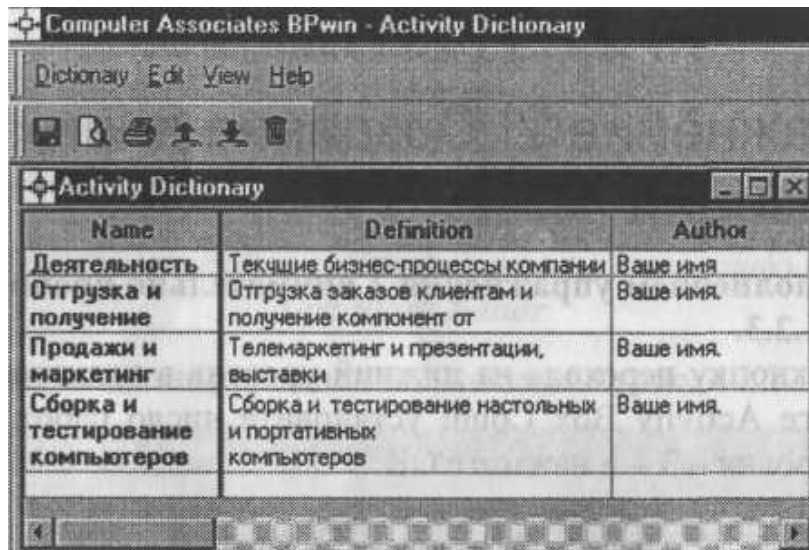 Computer Associates BPwin - Activity Dictionary
Dictionary Edit View Help
Activity Dictionary
Name Definition Author
Деятельность Текущие бизнес-процессы компании Ваше имя
Отгрузка и получение Отгрузка заказов клиентам и получение компонент от Ваше имя.
Продажи и маркетинг Телемаркетинг и презентации, выставки Ваше имя.
Сборка и тестирование компьютеров Сборка и тестирование настольных и портативных компьютеров Ваше имя.